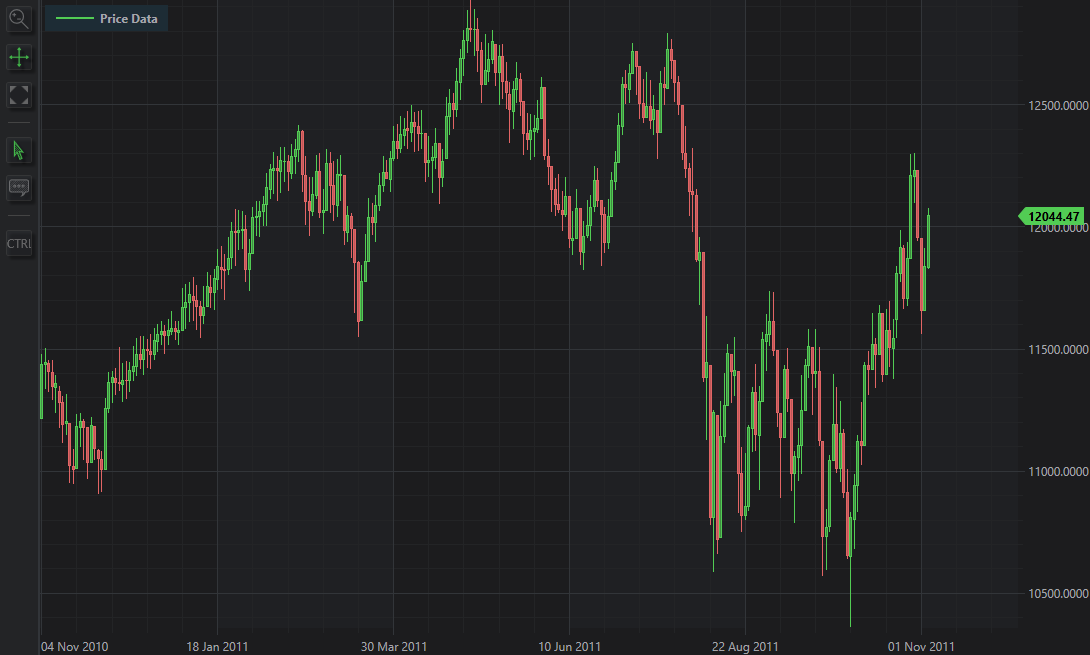 Price Data
CTRL
12500.0000
12044.47
12000.0000
11500.0000
11000.0000
10500.0000
04 Nov 2010
18 Jan 2011
30 Mar 2011
10 Jun 2011
22 Aug 2011
01 Nov 2011